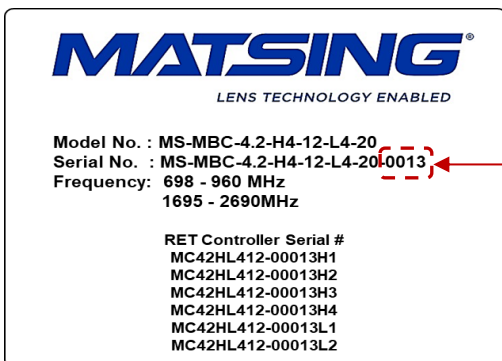 MATSING®
LENS TECHNOLOGY ENABLED
Model No. : MS-MBC-4.2-H4-12-L4-20
Serial No. : MS-MBC-4.2-H4-12-L4-20-0013
Frequency: 698 - 960 MHz
1695 - 2690MHz
RET Controller Serial #
MC42HL412-00013H1
MC42HL412-00013H2
MC42HL412-00013H3
MC42HL412-00013H4
MC42HL412-00013L1
MC42HL412-00013L2